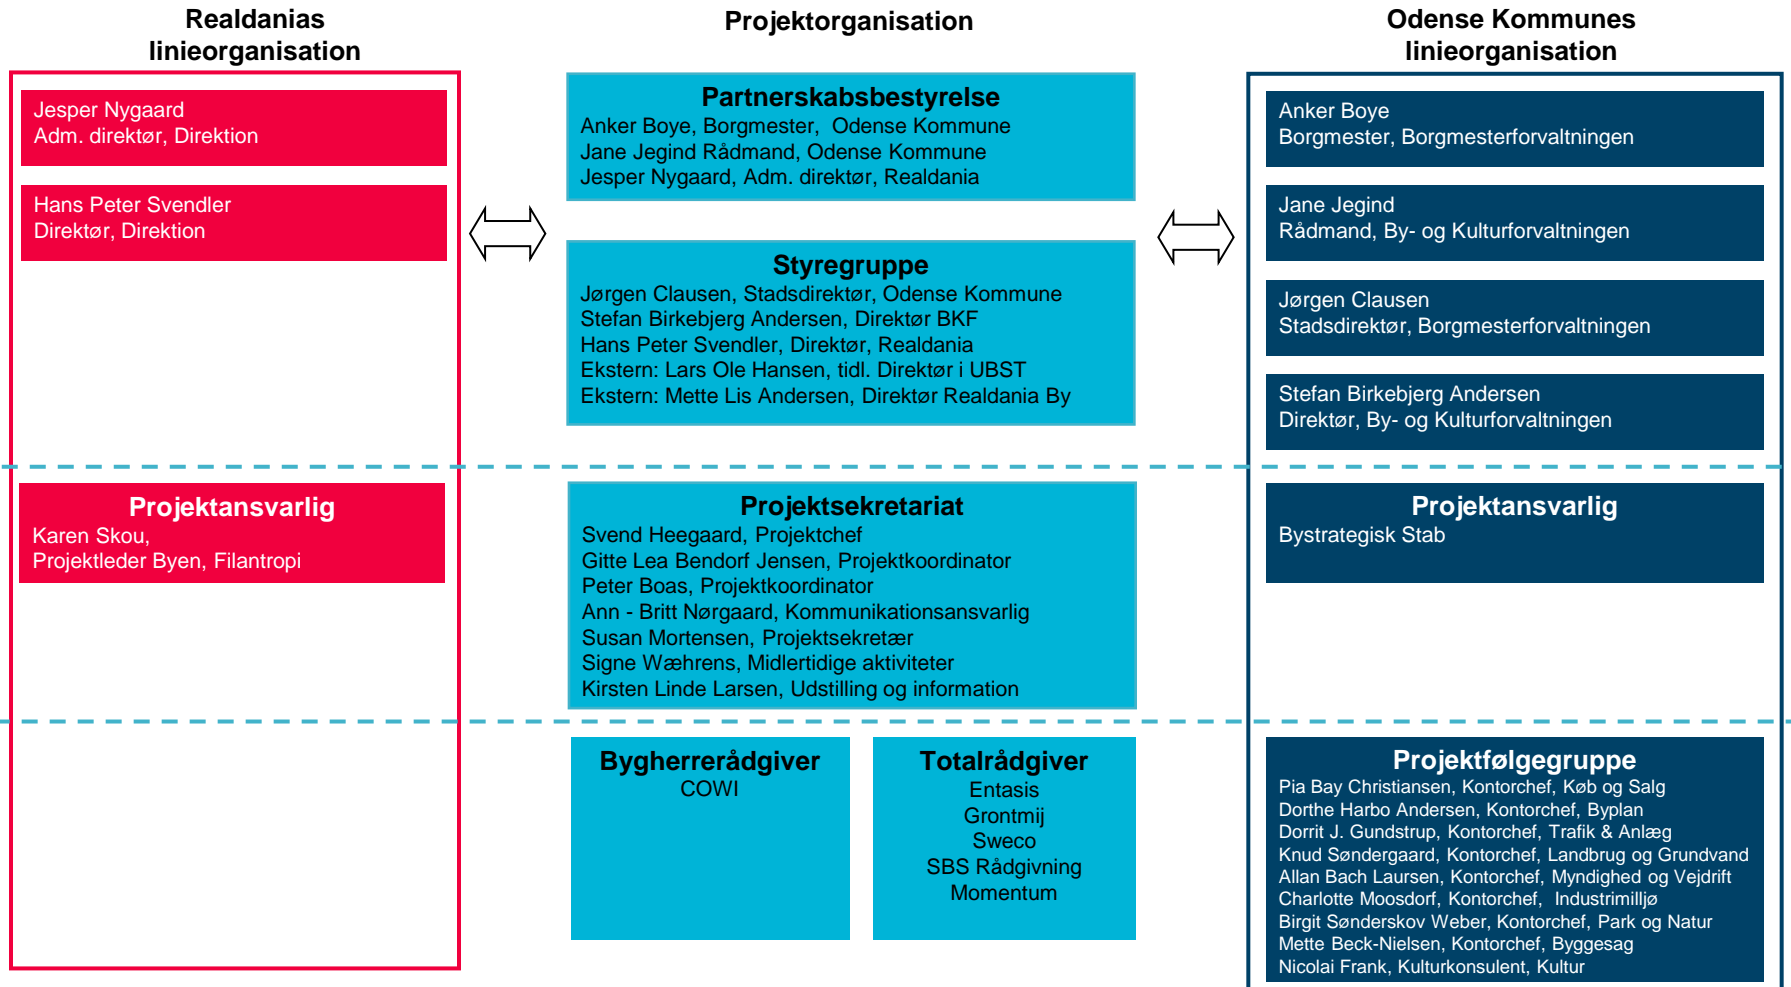 Realdanias
linieorganisation
Jesper Nygaard
Adm. direktør, Direktion
Hans Peter Svendler
Direktør, Direktion
Projektansvarlig
Karen Skou,
Projektleder Byen, Filantropi
Projektorganisation
Partnerskabsbestyrelse
Anker Boye, Borgmester, Odense Kommune
Jane Jegind Rådmand, Odense Kommune
Jesper Nygaard, Adm. direktør, Realdania
Styregruppe
Jørgen Clausen, Stadsdirektør, Odense Kommune
Stefan Birkebjerg Andersen, Direktør BKF
Hans Peter Svendler, Direktør, Realdania
Ekstern: Lars Ole Hansen, tidl. Direktør i UBST
Ekstern: Mette Lis Andersen, Direktør Realdania By
Projektsekretariat
Svend Heegaard, Projektchef
Gitte Lea Bendorf Jensen, Projektkoordinator
Peter Boas, Projektkoordinator
Ann - Britt Nørgaard, Kommunikationsansvarlig
Susan Mortensen, Projektsekretær
Signe Wæhrens, Midlertidige aktiviteter
Kirsten Linde Larsen, Udstilling og information
Bygherrerådgiver
COWI
Totalrådgiver
Entasis
Grontmij
Sweco
SBS Rådgivning
Momentum
Odense Kommunes
linieorganisation
Anker Boye
Borgmester, Borgmesterforvaltningen
Jane Jegind
Rådmand, By- og Kulturforvaltningen
Jørgen Clausen
Stadsdirektør, Borgmesterforvaltningen
Stefan Birkebjerg Andersen
Direktør, By- og Kulturforvaltningen
Projektansvarlig
Bystrategisk Stab
Projektfølgegruppe
Pia Bay Christiansen, Kontorchef, Køb og Salg
Dorthe Harbo Andersen, Kontorchef, Byplan
Dorrit J. Gundstrup, Kontorchef, Trafik & Anlæg
Knud Søndergaard, Kontorchef, Landbrug og Grundvand
Allan Bach Laursen, Kontorchef, Myndighed og Vejdrift
Charlotte Moosdorf, Kontorchef, Industrimilljø
Birgit Sønderskov Weber, Kontorchef, Park og Natur
Mette Beck-Nielsen, Kontorchef, Byggesag
Nicolai Frank, Kulturkonsulent, Kultur